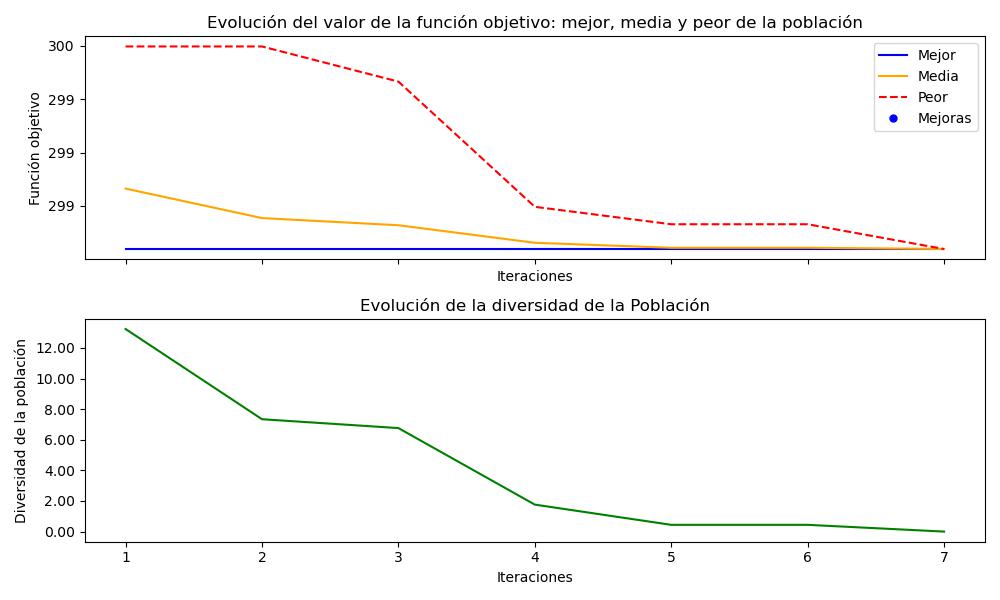 Evolución del valor de la función objetivo: mejor, media y peor de la población
Función objetivo
300
299
299
299
Mejor
Media
Peor
Mejoras
Iteraciones
Evolución de la diversidad de la Población
Diversidad de la población
12.00
10.00
8.00
6.00
4.00
2.00
0.00
1 2 3 4 5 6 7
Iteraciones